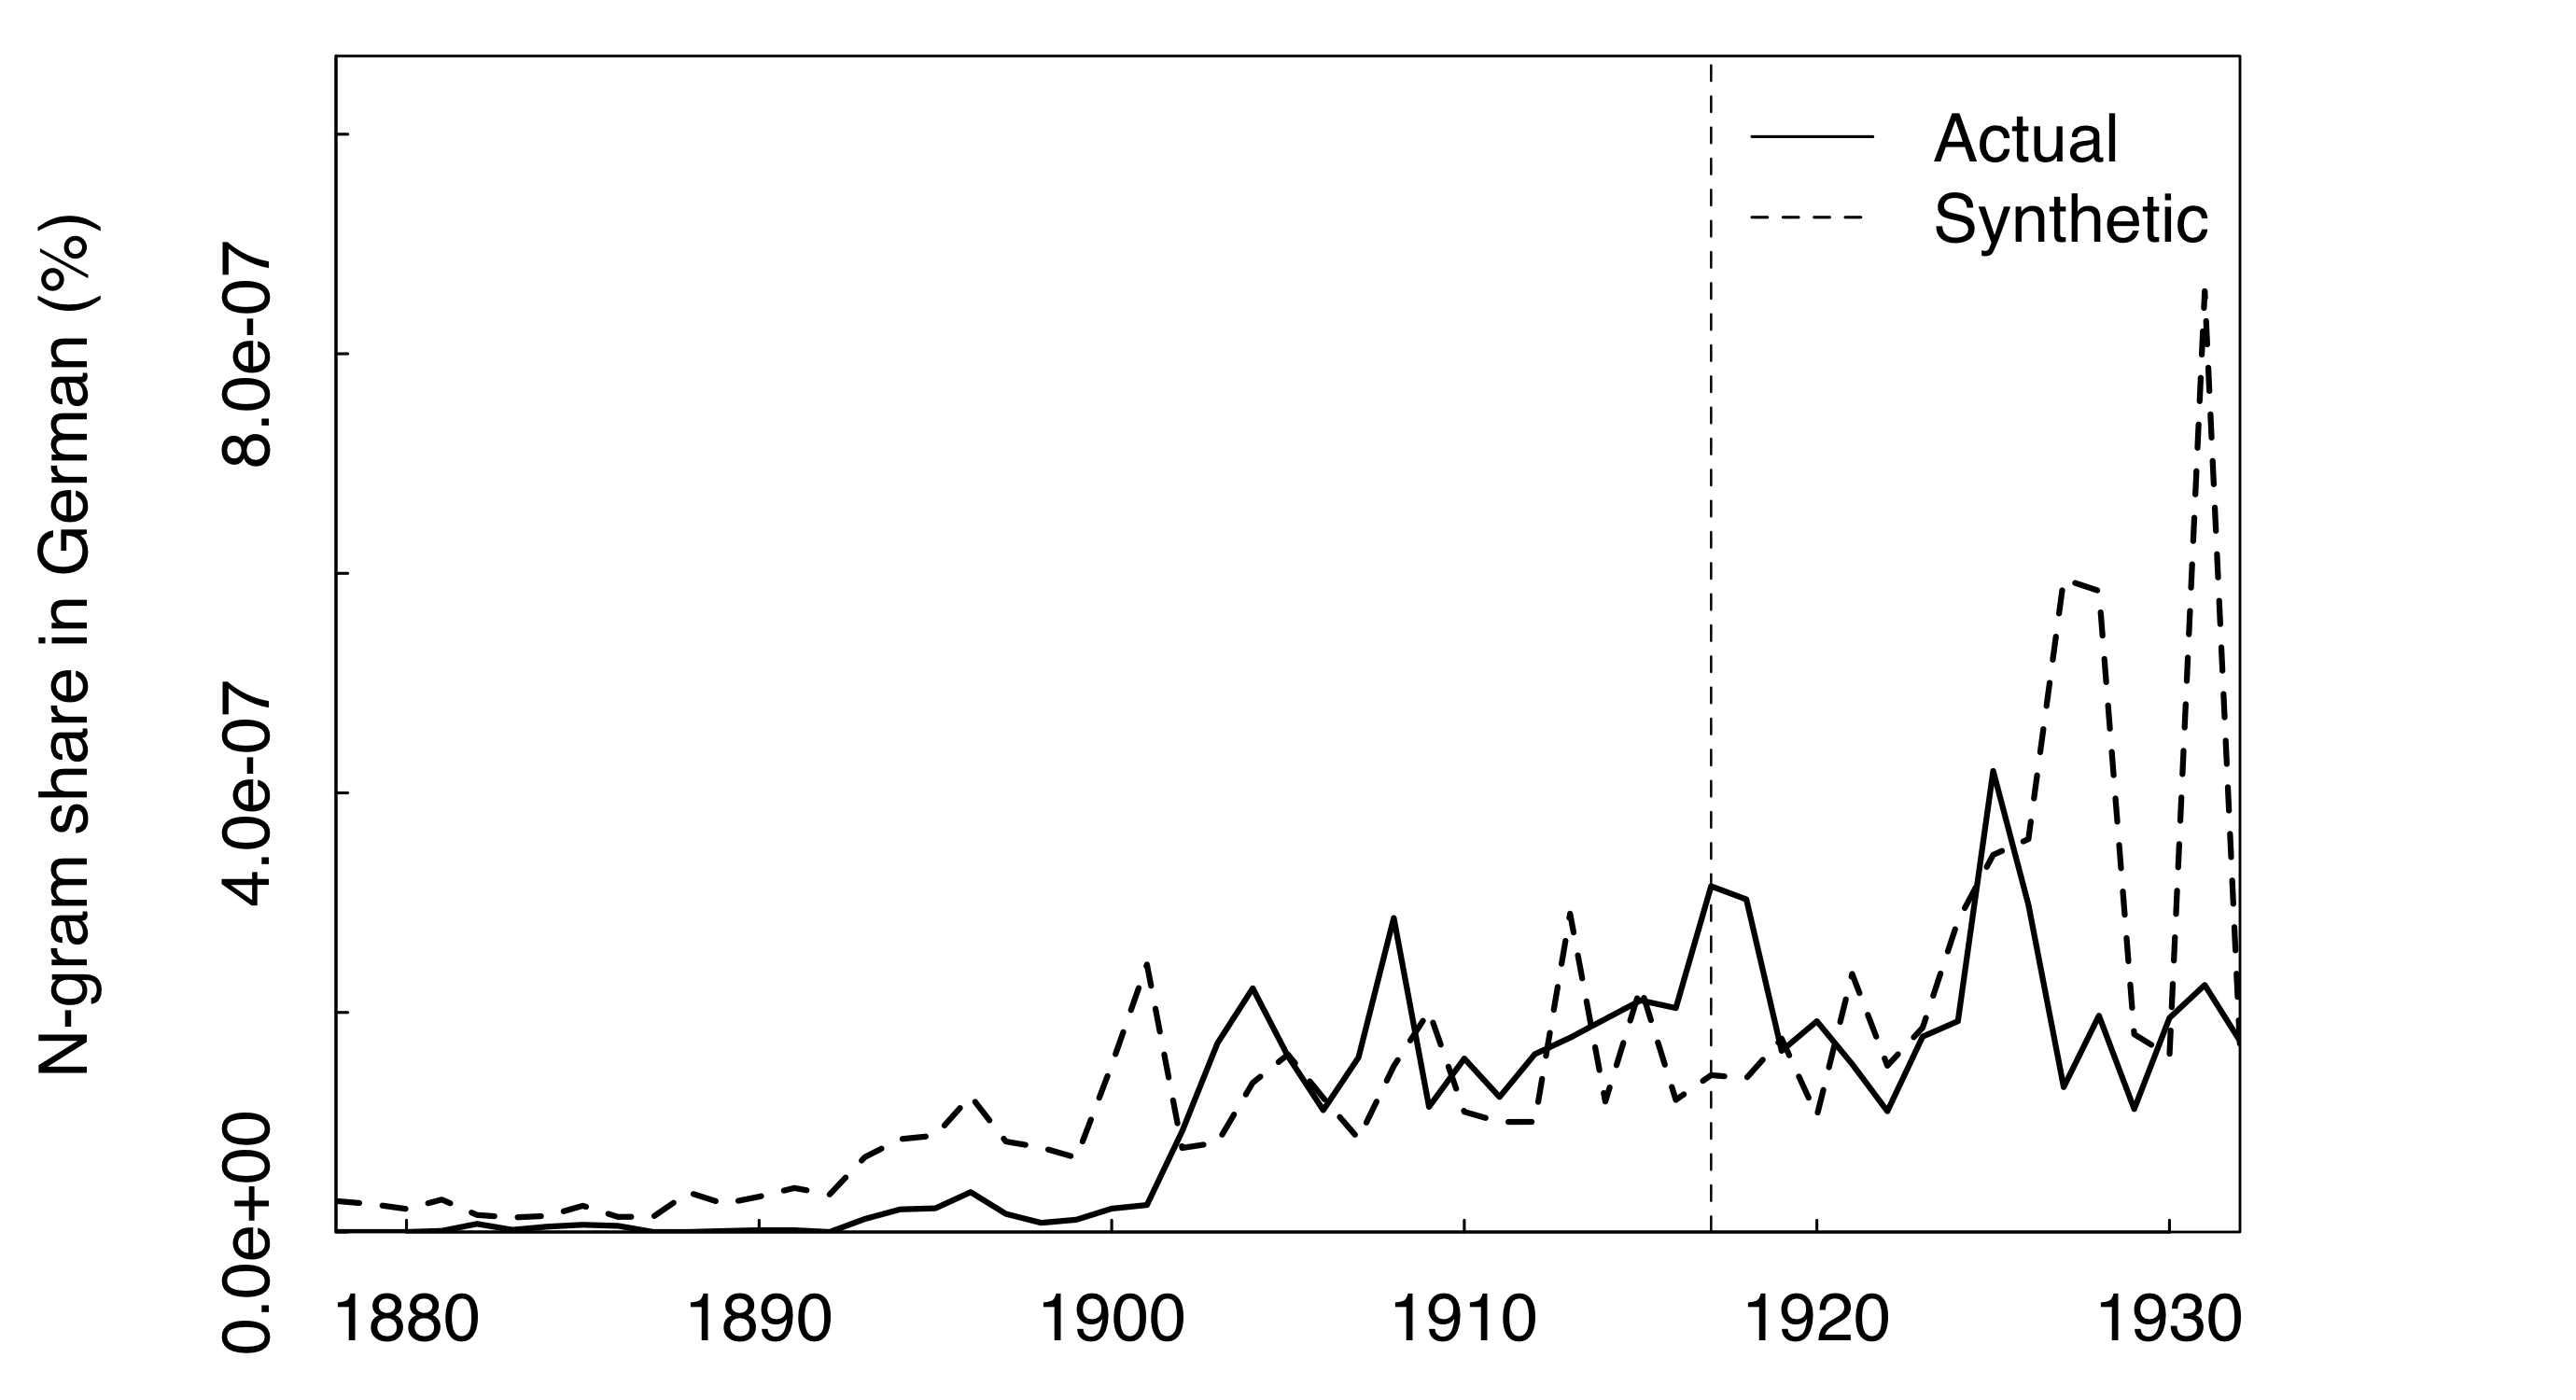 N-gram share in German (%)
8.0e-07
4.0e-07
0.0e+00
Actual
Synthetic
1880 1890 1900 1910 1920 1930